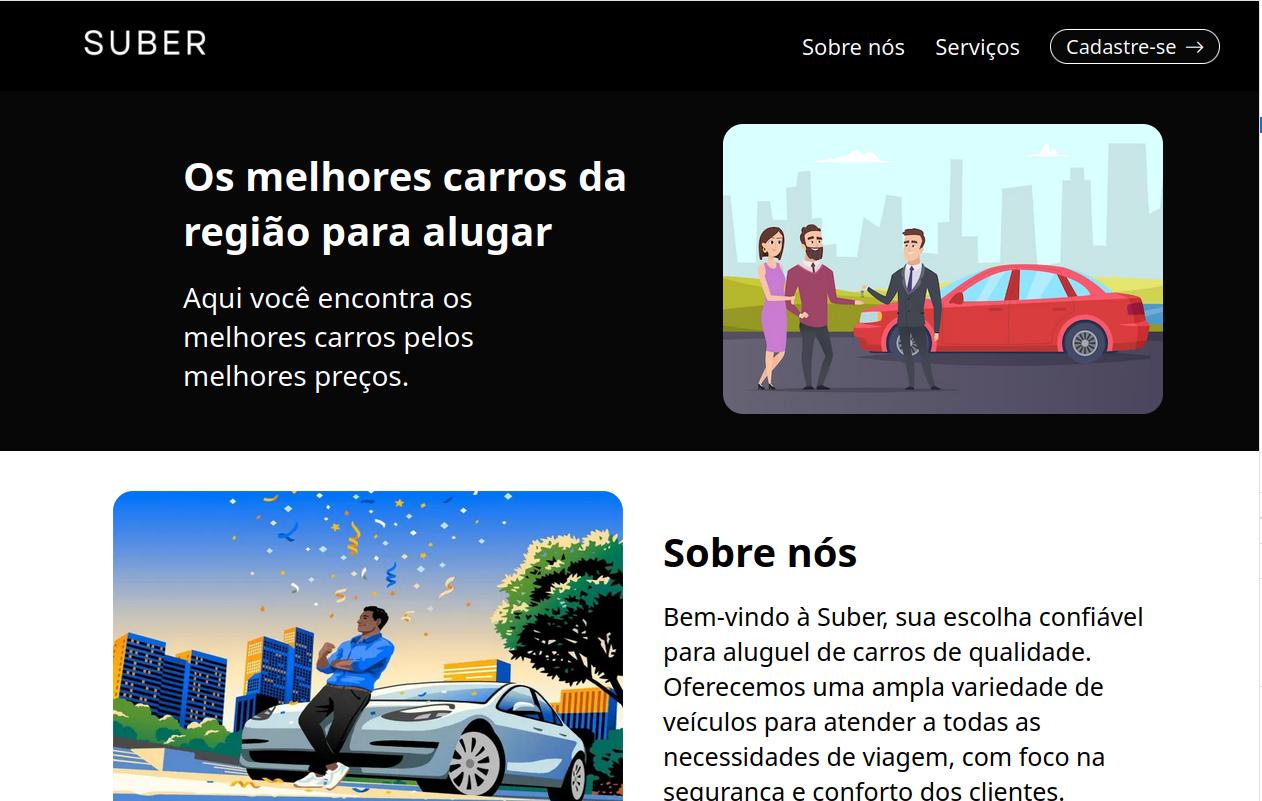 SUBER
Sobre nós
Serviços
Cadastre-se →
Os melhores carros da
região para alugar
Aqui você encontra os
melhores carros pelos
melhores preços.
Sobre nós
Bem-vindo à Suber, sua escolha confiável
para aluguel de carros de qualidade.
Oferecemos uma ampla variedade de
veículos para atender a todas as
necessidades de viagem, com foco na
segurança e conforto dos clientes.